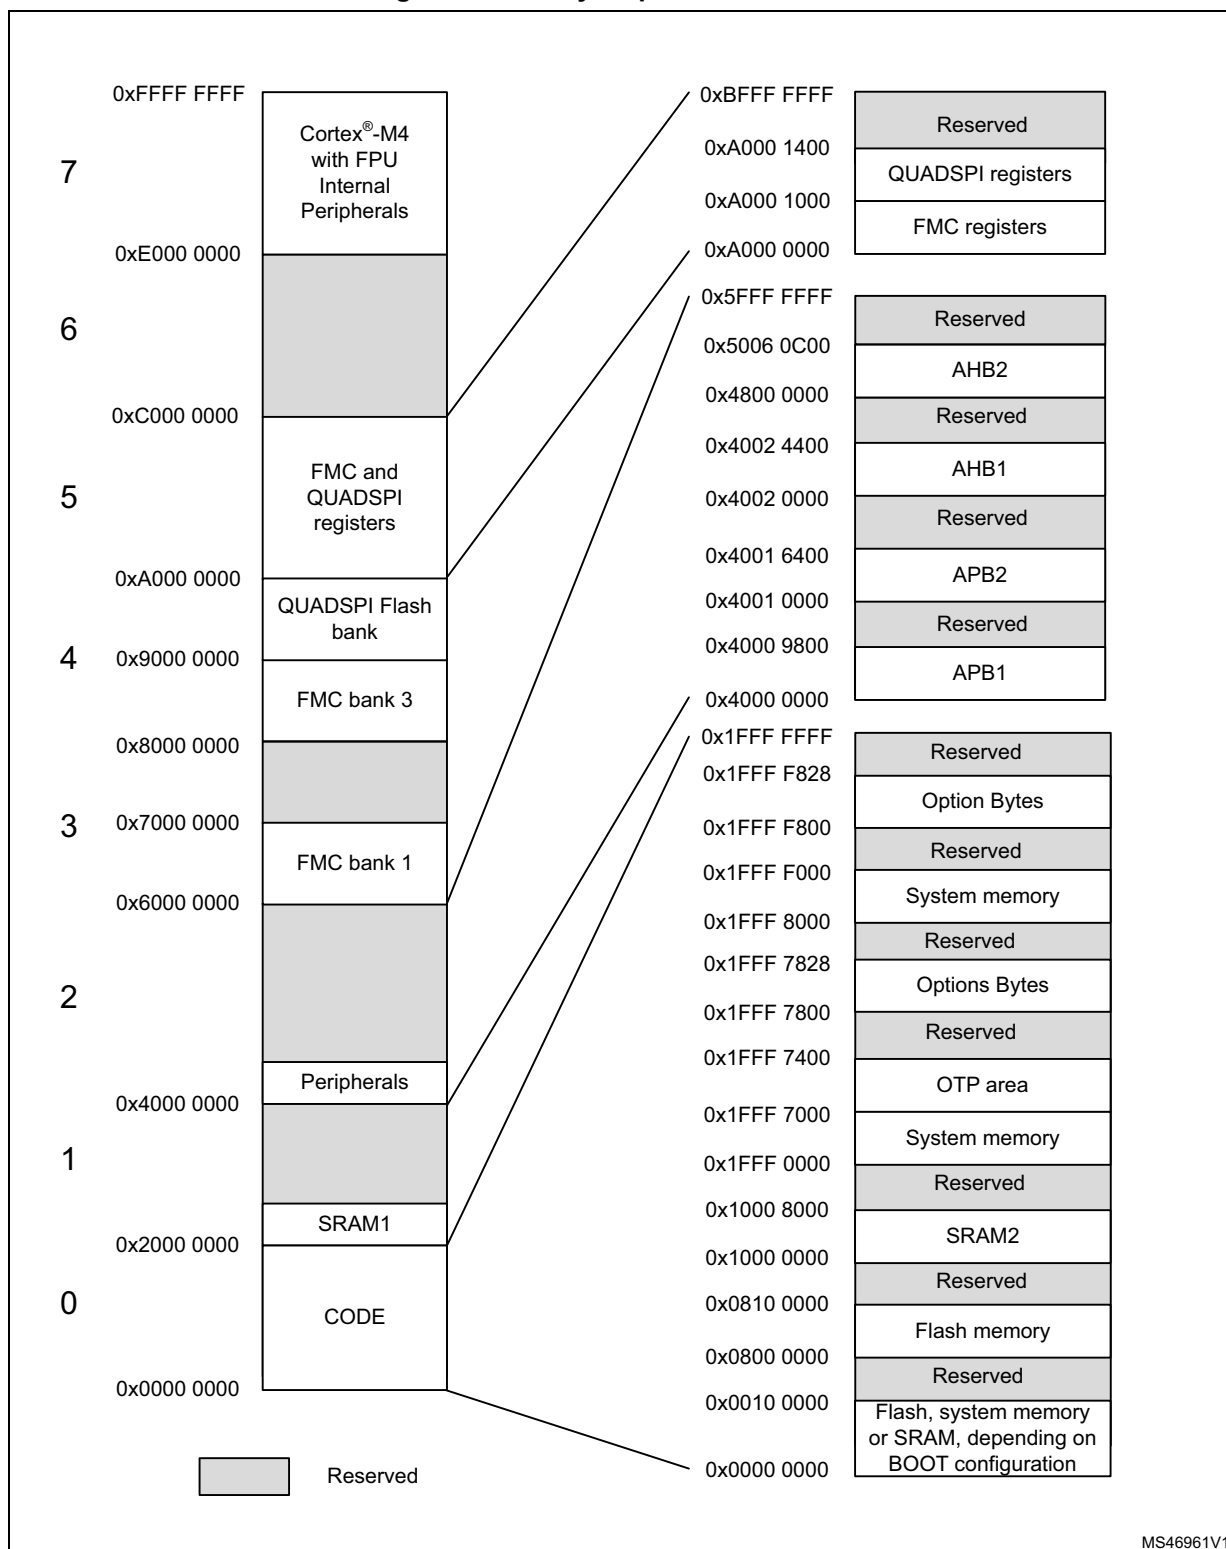 0xFFFF FFFF
7
Cortex®-M4
with FPU
Internal
Peripherals
0xE000 0000
6
0xC000 0000
5
FMC and
QUADSPI
registers
0xA000 0000
QUADSPI Flash
bank
4
0x9000 0000
FMC bank 3
0x8000 0000
3
0x7000 0000
FMC bank 1
0x6000 0000
2
Peripherals
0x4000 0000
1
SRAM1
0x2000 0000
0
CODE
0x0000 0000
Reserved
0xBFFF FFFF
Reserved
0xA000 1400
QUADSPI registers
0xA000 1000
FMC registers
0xA000 0000
0x5FFF FFFF
Reserved
0x5006 0C00
AHB2
0x4800 0000
Reserved
0x4002 4400
AHB1
0x4002 0000
Reserved
0x4001 6400
APB2
0x4001 0000
Reserved
0x4000 9800
APB1
0x4000 0000
0x1FFF FFFF
Reserved
0x1FFF F828
Option Bytes
0x1FFF F800
Reserved
0x1FFF F000
System memory
0x1FFF 8000
Reserved
0x1FFF 7828
Options Bytes
0x1FFF 7800
Reserved
0x1FFF 7400
OTP area
0x1FFF 7000
System memory
0x1FFF 0000
Reserved
0x1000 8000
SRAM2
0x1000 0000
Reserved
0x0810 0000
Flash memory
0x0800 0000
Reserved
0x0010 0000
Flash, system memory
or SRAM, depending on
BOOT configuration
0x0000 0000
MS46961V1